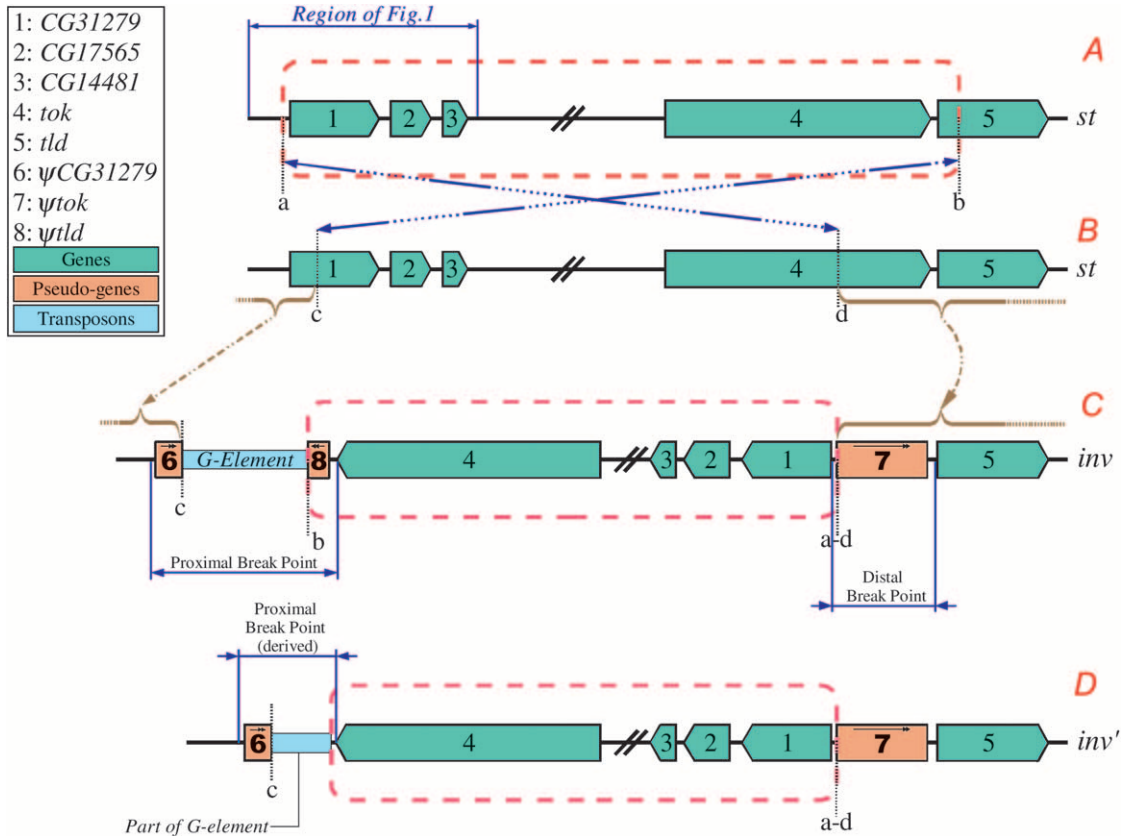 1: CG31279
2: CG17565
3: CG14481
4: tok
5: tld
6: ψCG31279
7: ψtok
8: ψtld
Genes
Pseudo-genes
Transposons
Region of Fig.1
A
1 2 3 4 5 st
a b
B
1 2 3 4 5 st
c d
C
6 G-Element 8 4 3 2 1 7 5 inv
c b a-d
Proximal Break Point
Distal
Break Point
Proximal
Break Point
(derived)
D
6 4 3 2 1 7 5 inv'
c a-d
Part of G-element